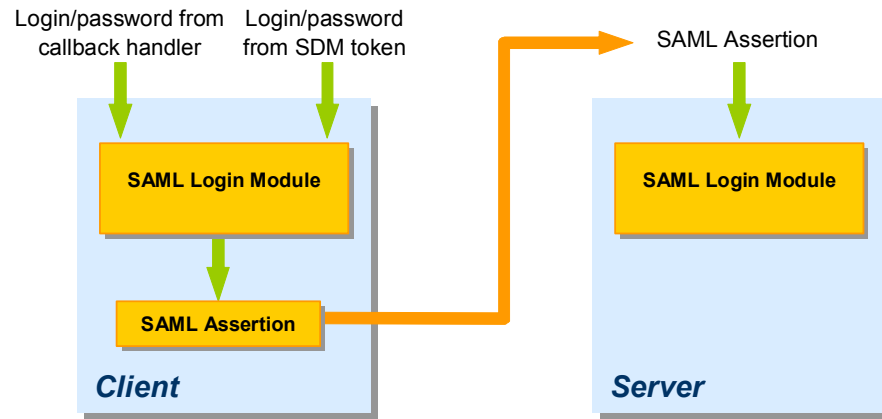 Login/password from
callback handler
Login/password
from SDM token
SAML Assertion
SAML Login Module
SAML Login Module
SAML Assertion
Client
Server